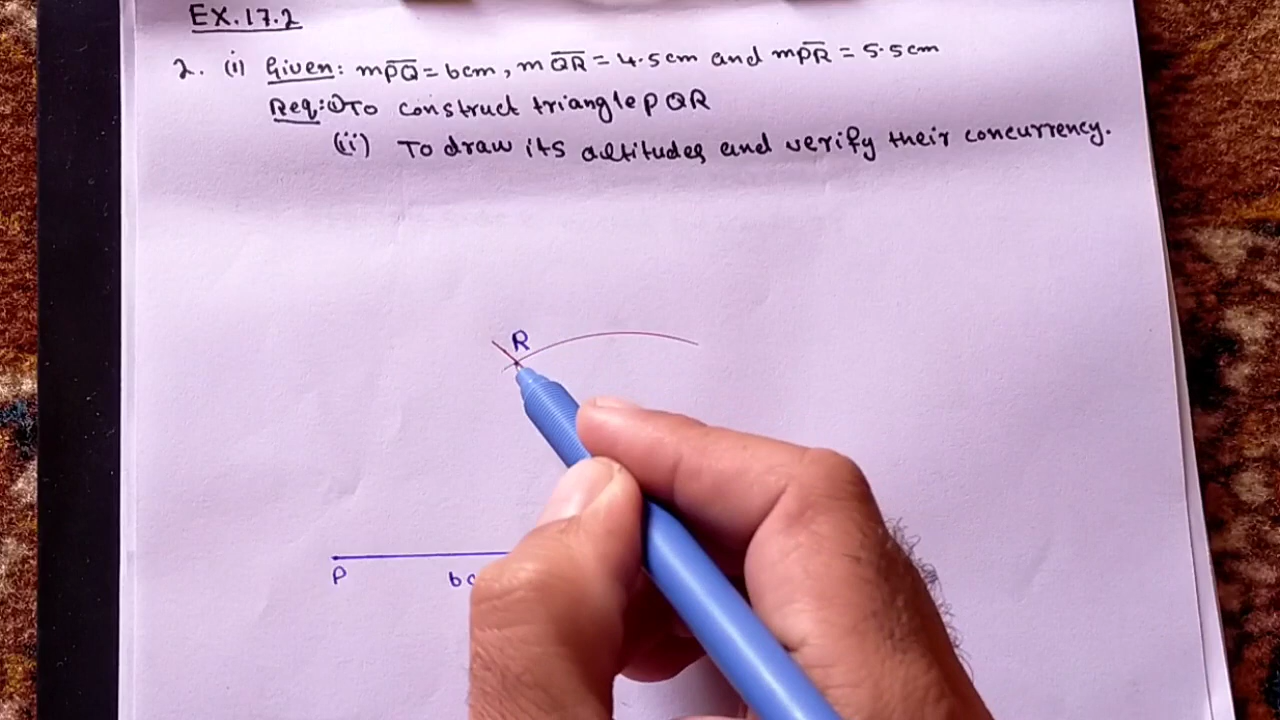 EX.17.2
2. (i) Given: mPQ = 6cm, mQR = 4.5cm and mPR = 5.5cm
Req:(i) To construct triangle PQR
(ii) To draw its altitudes and verify their concurrency.
R
P